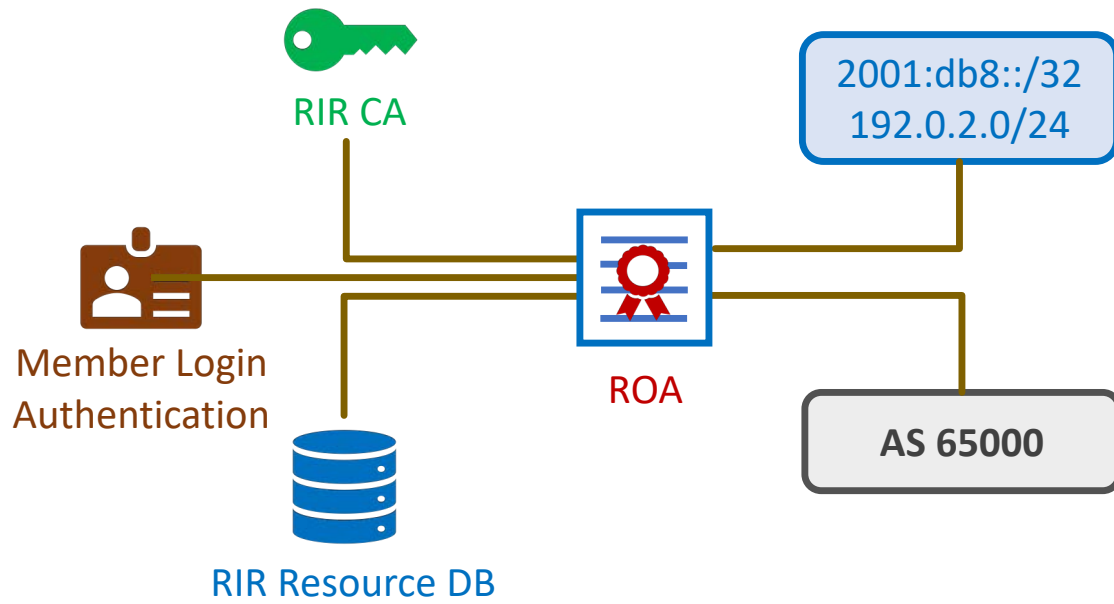 RIR CA
2001:db8::/32
192.0.2.0/24
Member Login
Authentication
ROA
AS 65000
RIR Resource DB